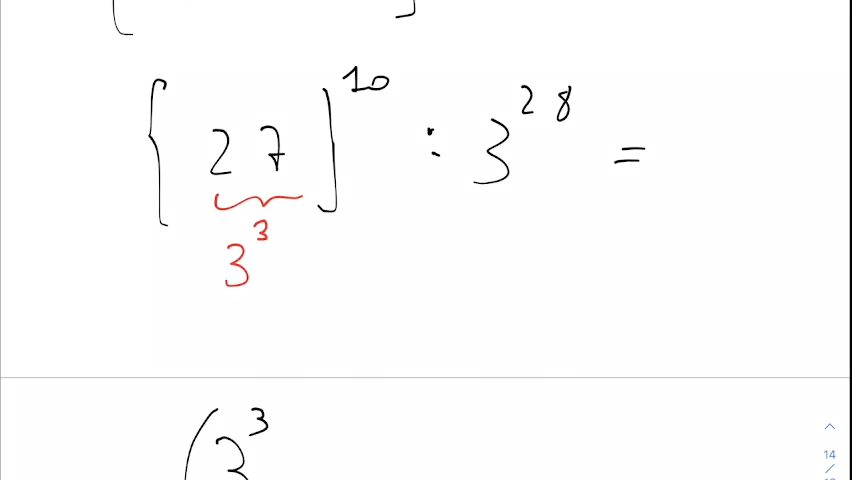 [27]^10 : 3^28 =
3^3
(3^3
14
/